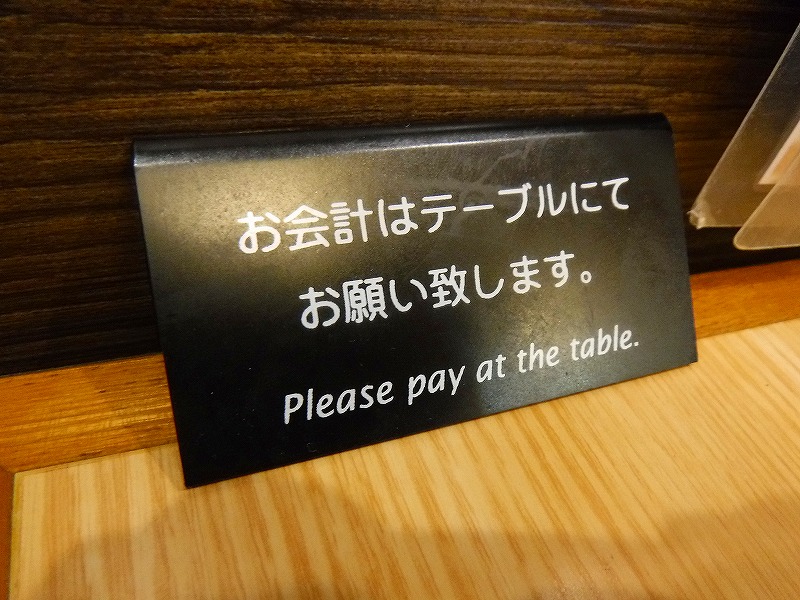 お会計はテーブルにて
お願い致します。
Please pay at the table.